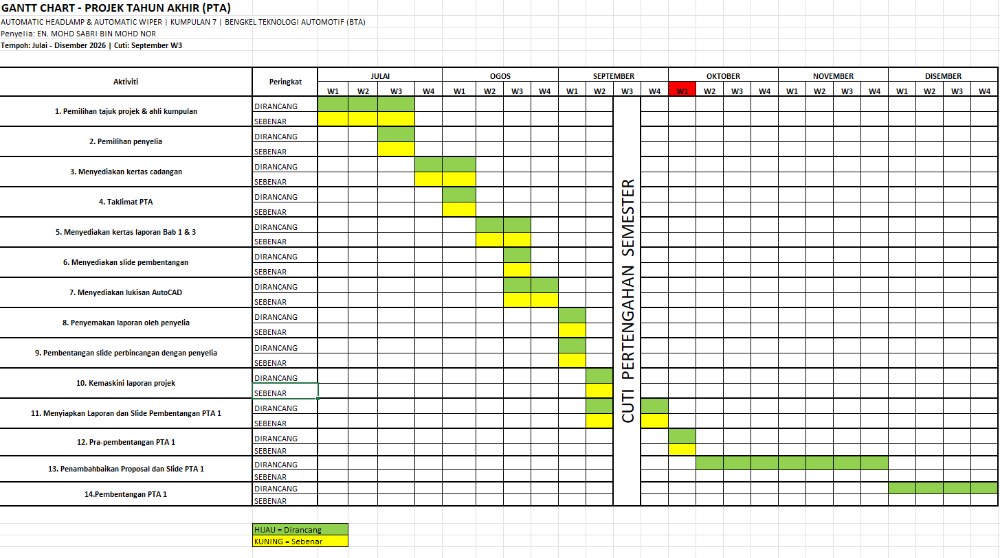 GANTT CHART - PROJEK TAHUN AKHIR (PTA)
AUTOMATIC HEADLAMP & AUTOMATIC WIPER | KUMPULAN 7 | BENGKEL TEKNOLOGI AUTOMOTIF (BTA)
Penyelia: EN. MOHD SABRI BIN MOHD NOR
Tempoh: Julai - Disember 2026 | Cuti: September W3
Aktiviti Peringkat JULAI OGOS SEPTEMBER OKTOBER NOVEMBER DISEMBER
W1 W2 W3 W4 W1 W2 W3 W4 W1 W2 W3 W4 W1 W2 W3 W4 W1 W2 W3 W4 W1 W2 W3 W4
1. Pemilihan tajuk projek & ahli kumpulan
DIRANCANG
SEBENAR
2. Pemilihan penyelia
DIRANCANG
SEBENAR
3. Menyediakan kertas cadangan
DIRANCANG
SEBENAR
4. Taklimat PTA
DIRANCANG
SEBENAR
5. Menyediakan kertas laporan Bab 1 & 3
DIRANCANG
SEBENAR
6. Menyediakan slide pembentangan
DIRANCANG
SEBENAR
7. Menyediakan lukisan AutoCAD
DIRANCANG
SEBENAR
8. Penyemakan laporan oleh penyelia
DIRANCANG
SEBENAR
9. Pembentangan slide perbincangan dengan penyelia
DIRANCANG
SEBENAR
10. Kemaskini laporan projek
DIRANCANG
SEBENAR
11. Menyiapkan Laporan dan Slide Pembentangan PTA 1
DIRANCANG
SEBENAR
12. Pra-pembentangan PTA 1
DIRANCANG
SEBENAR
13. Penambahbaikan Proposal dan Slide PTA 1
DIRANCANG
SEBENAR
14.Pembentangan PTA 1
DIRANCANG
SEBENAR
CUTI PERTENGAHAN SEMESTER
HIJAU = Dirancang
KUNING = Sebenar